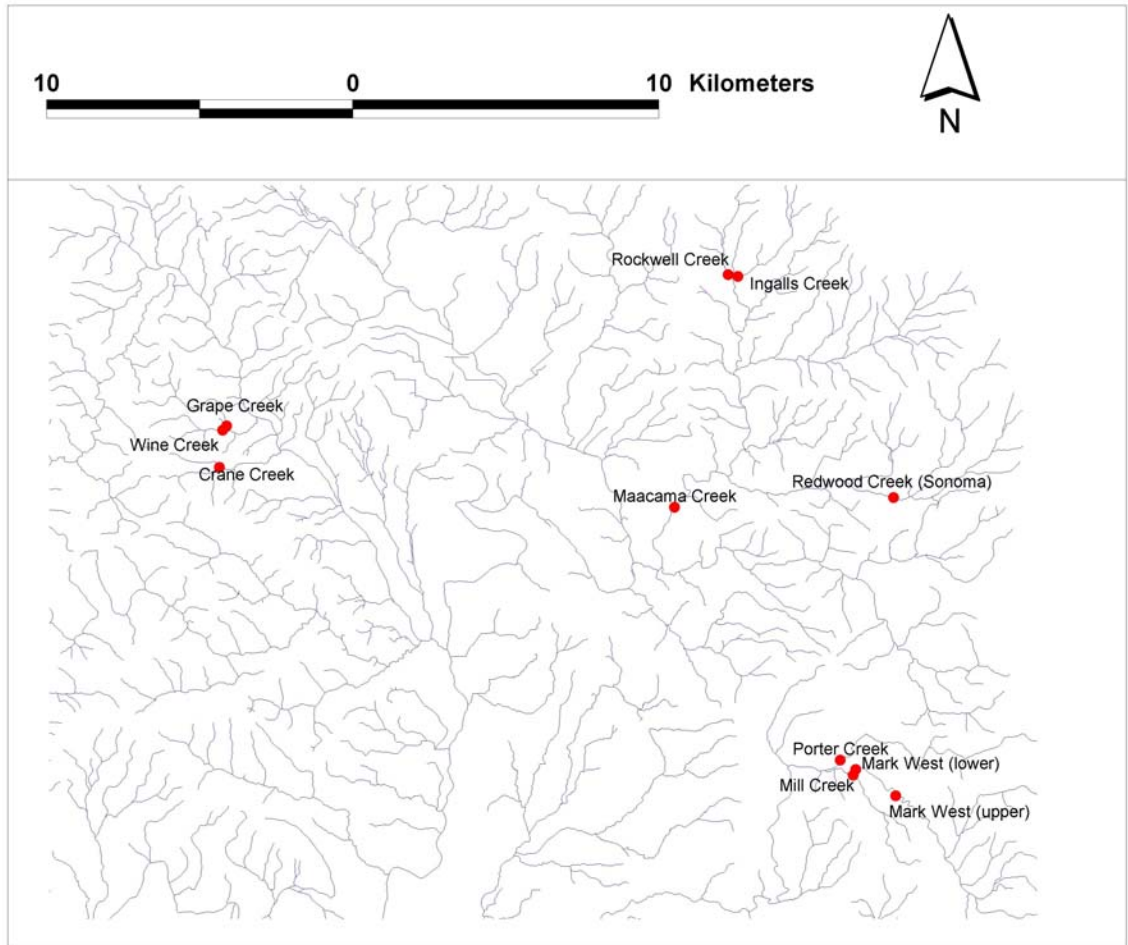 10 0 10 Kilometers
N
Rockwell Creek
Ingalls Creek
Grape Creek
Wine Creek
Crane Creek
Maacama Creek
Redwood Creek (Sonoma)
Porter Creek
Mark West (lower)
Mill Creek
Mark West (upper)